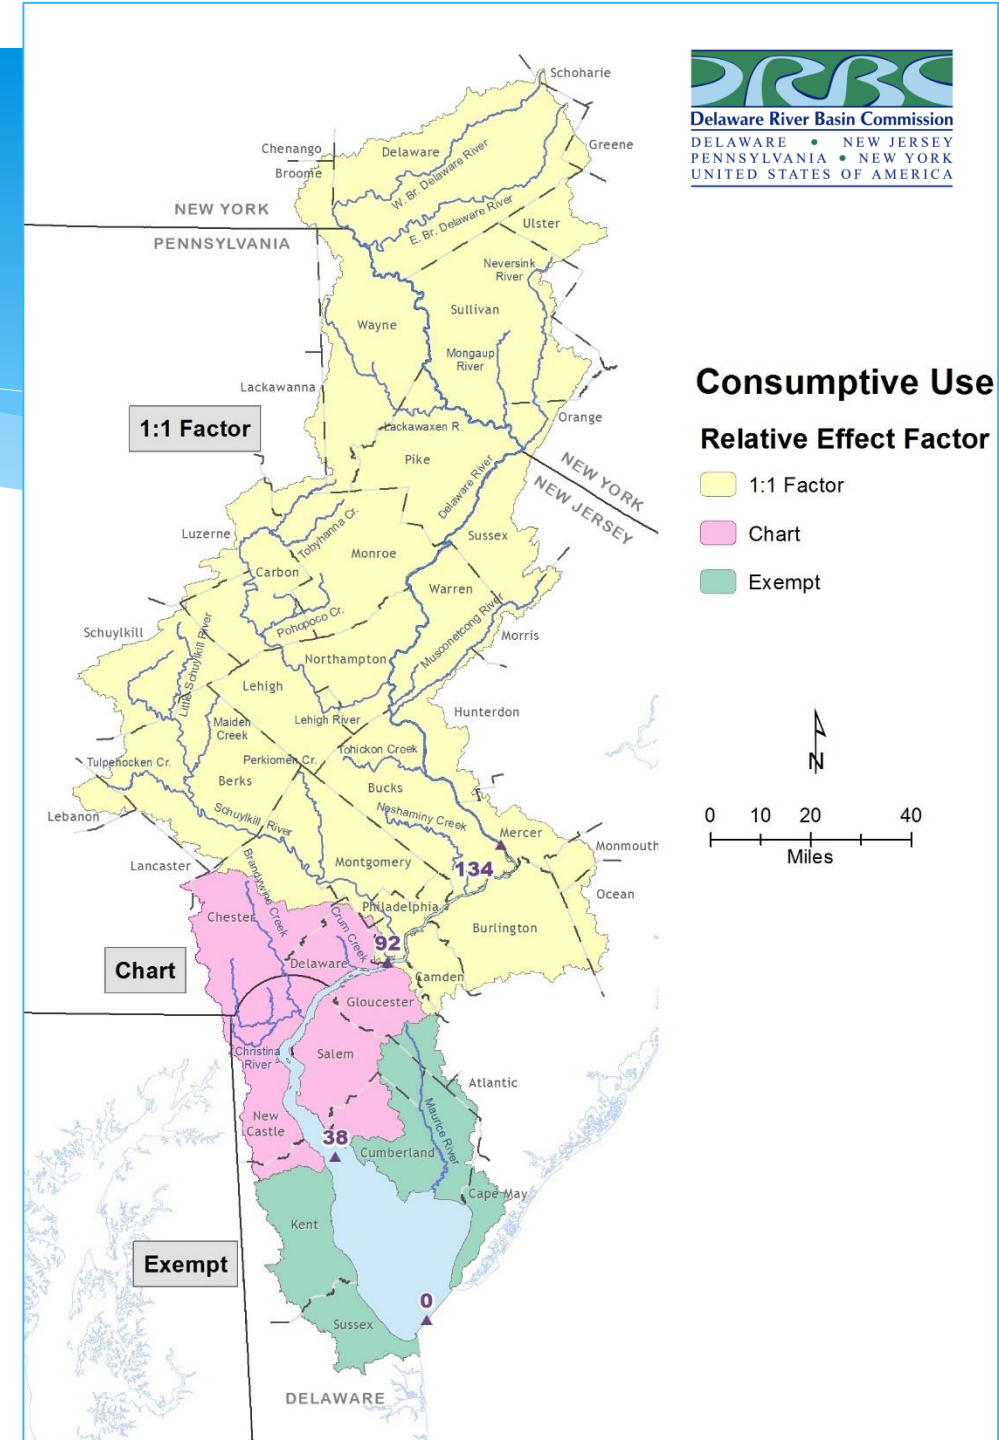 Schoharie
Delaware River Basin Commission
DELAWARE • NEW JERSEY
PENNSYLVANIA • NEW YORK
UNITED STATES OF AMERICA
Greene
Chenango
Broome
Delaware
W. Br. Delaware River
E. Br. Delaware River
NEW YORK
PENNSYLVANIA
Ulster
Neversink
River
Sullivan
Wayne
Mongaup
River
Lackawanna
Orange
1:1 Factor
Lackawaxen R.
Pike
Delaware River
NEW YORK
NEW JERSEY
Consumptive Use
Relative Effect Factor
1:1 Factor
Chart
Exempt
Luzerne
Tobyhanna Cr.
Sussex
Monroe
Carbon
Warren
Pohopoco Cr.
Musconetcong River
Morris
Schuylkill
Little Schuylkill River
Northampton
Lehigh
Maiden
Creek
Lehigh River
Hunterdon
Tohickon Creek
Tulpehocken Cr.
Perkiomen Cr.
Berks
Bucks
N
Lebanon
Schuylkill River
Neshaminy Creek
Mercer
0 10 20 40
Miles
Monmouth
Lancaster
Brandywine Creek
Montgomery
134
Ocean
Philadelphia
Chester
Crum Creek
92
Burlington
Chart
Delaware
Camden
Gloucester
Christina
River
Salem
Atlantic
New
Castle
Maurice River
38
Cumberland
Cape May
Kent
Exempt
0
Sussex
DELAWARE